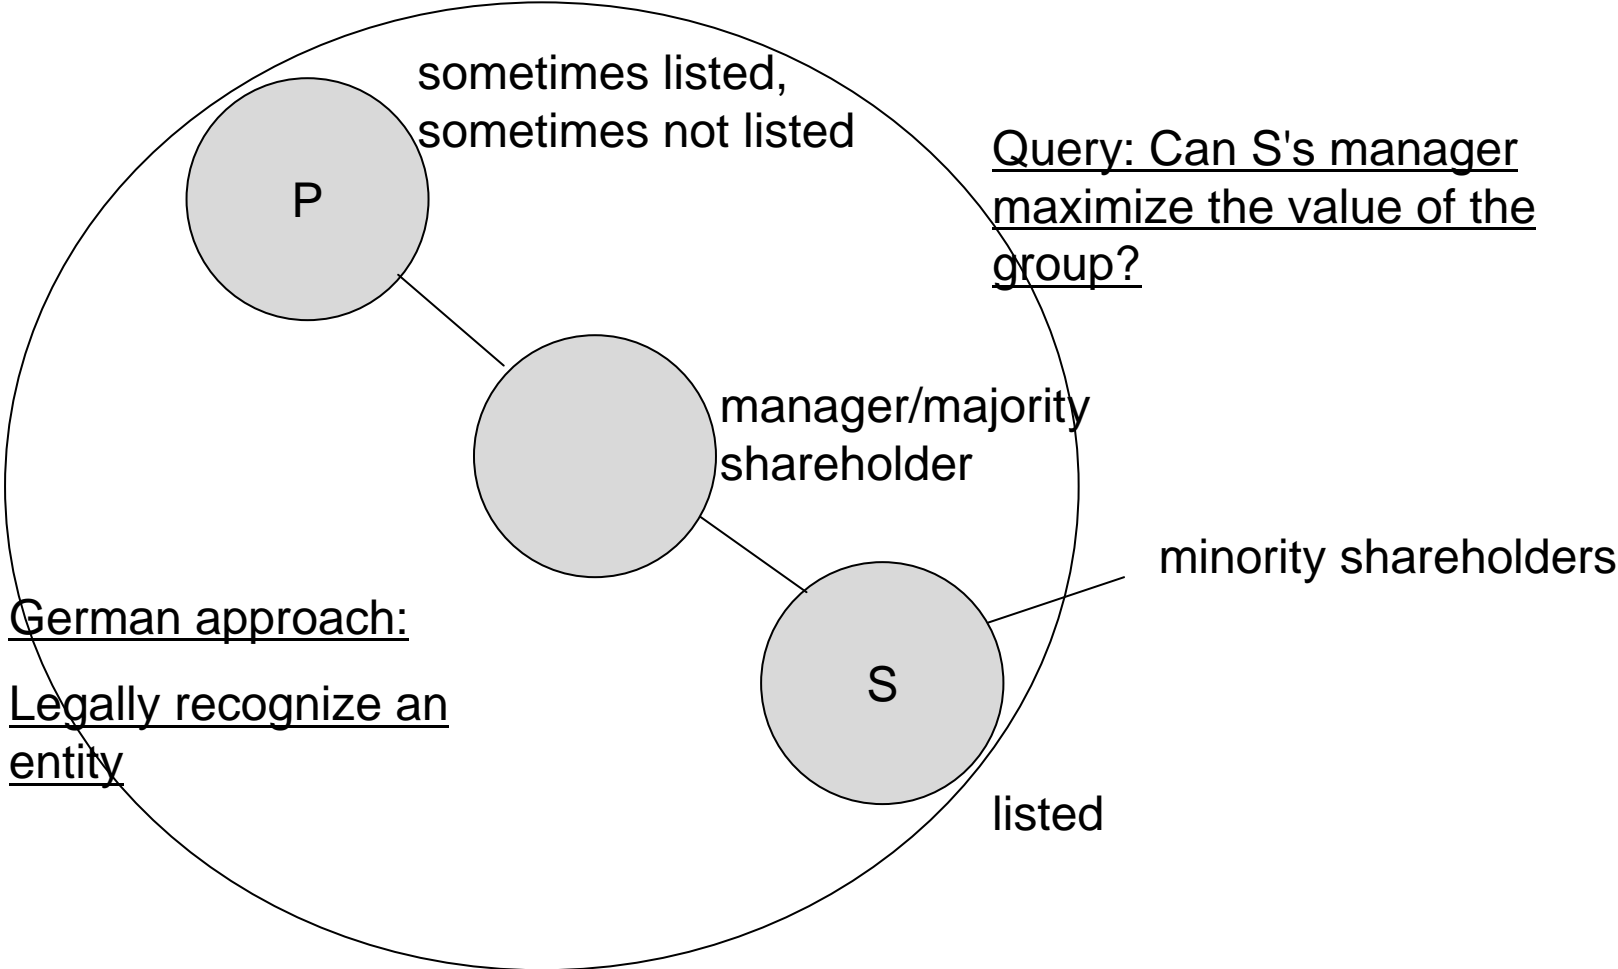 sometimes listed,
sometimes not listed
Query: Can S's manager
maximize the value of the
group?
P
manager/majority
shareholder
minority shareholders
German approach:
Legally recognize an
entity
S
listed